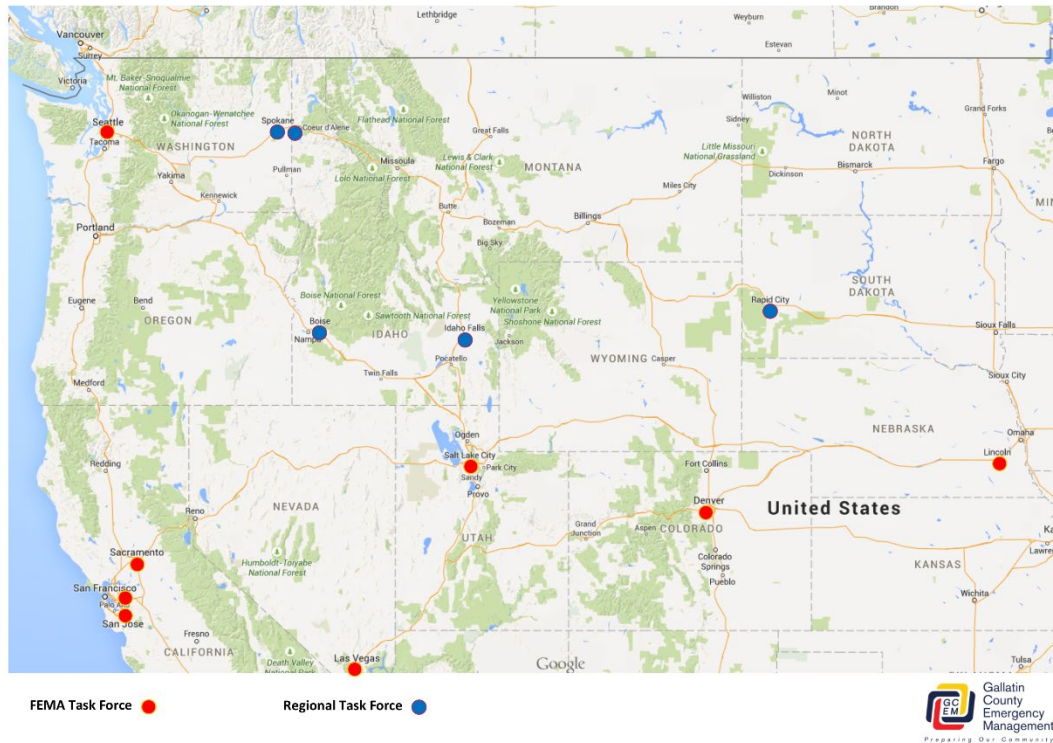 Lethbridge
Weyburn
Brandon
Vancouver
Surrey
Estevan
Victoria
Mt. Baker-Snoqualmie
National Forest
Okanogan-Wenatchee
National Forest
Flathead National Forest
Williston
Minot
Grand Forks
Seattle
Tacoma
Spokane
Coeur d'Alene
Great Falls
Sidney
WASHINGTON
Little Missouri
National Grassland
NORTH
DAKOTA
Missoula
Lewis & Clark
National Forest
MONTANA
Dickinson
Bismarck
Fargo
Yakima
Pullman
Lolo National Forest
Miles City
Kennewick
Butte
Bozeman
Billings
Portland
Big Sky
Eugene
Bend
OREGON
Boise National Forest
Sawtooth National Forest
Yellowstone
National Park
Shoshone National Forest
SOUTH
DAKOTA
Rapid City
Boise
Nampa
IDAHO
Idaho Falls
Jackson
Sioux Falls
Pocatello
WYOMING
Casper
Twin Falls
Medford
Sioux City
Ogden
NEBRASKA
Omaha
Salt Lake City
Park City
Sandy
Provo
Redding
Fort Collins
Lincoln
Reno
NEVADA
Denver
United States
UTAH
Grand
Junction
Aspen
COLORADO
Sacramento
Humboldt-Toiyabe
National Forest
Colorado
Springs
Pueblo
KANSAS
Lawre
San Francisco
Palo Alto
San Jose
Wichita
Fresno
CALIFORNIA
Death Valley
National Park
Las Vegas
Google
Tulsa
FEMA Task Force
Regional Task Force
GC
EM
Gallatin
County
Emergency
Management
Preparing Our Community